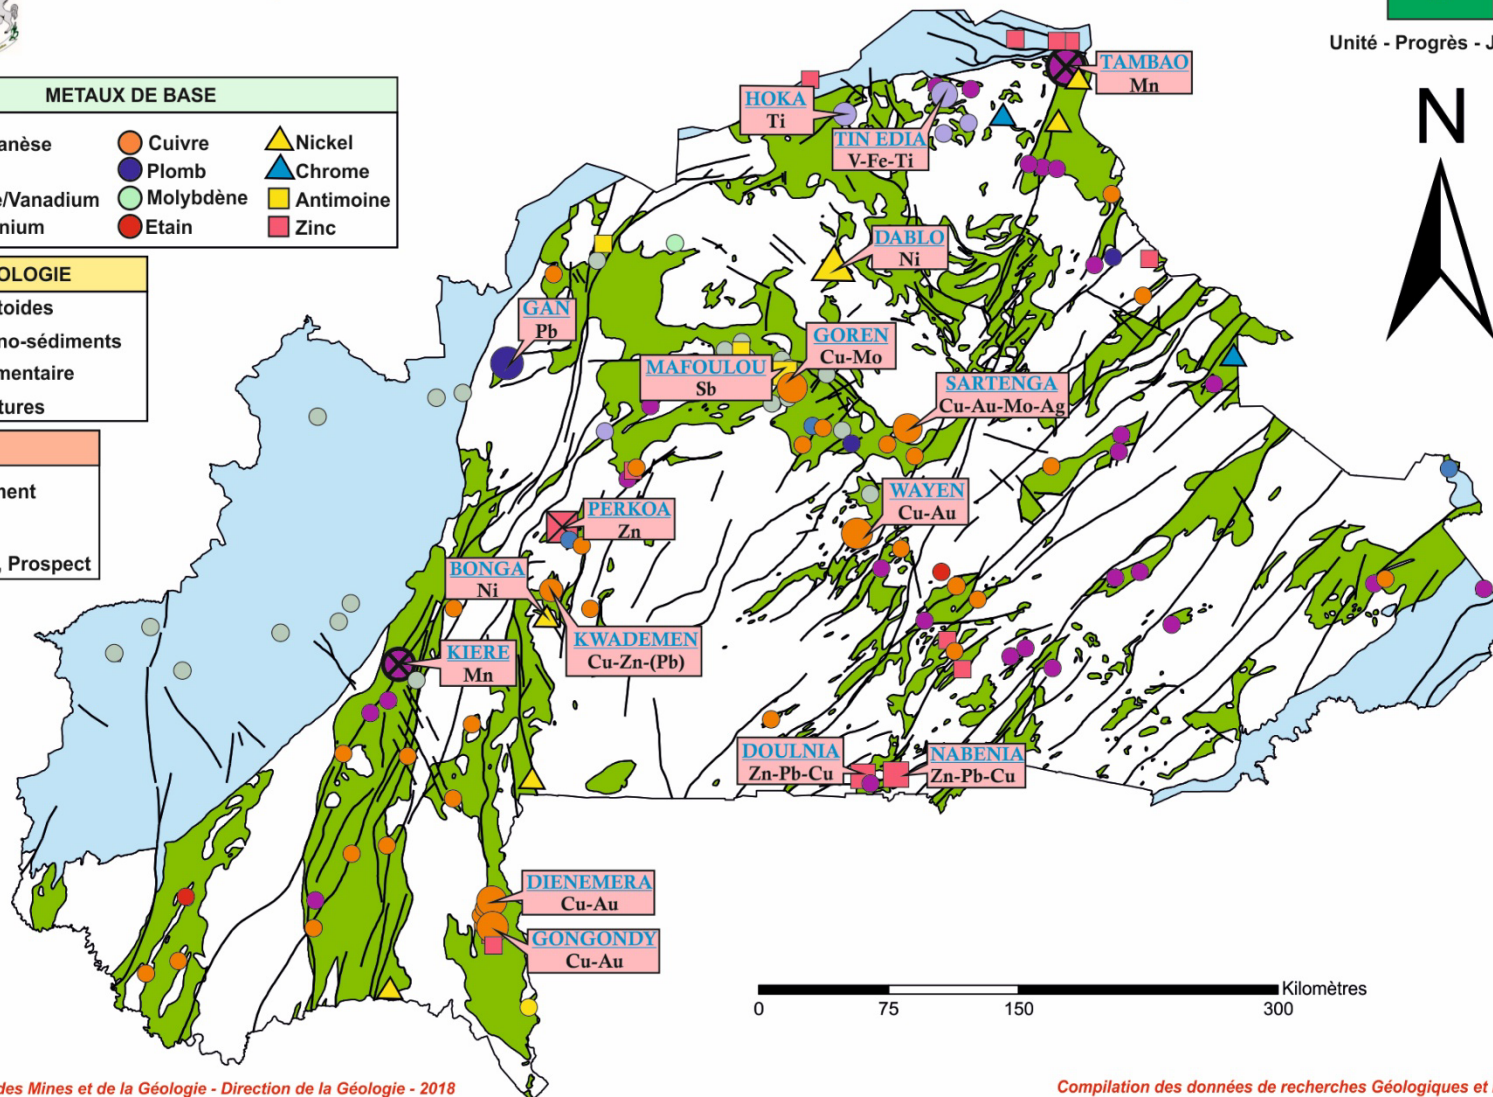 Unité - Progrès - J
METAUX DE BASE
anèse
Cuivre
Nickel
Plomb
Chrome
e/Vanadium
Molybdène
Antimoine
nium
Etain
Zinc
OLOGIE
toides
no-sédiments
mentaire
tures
ment
, Prospect
N
TAMBAO
Mn
HOKA
Ti
TIN EDIA
V-Fe-Ti
DABLO
Ni
GAN
Pb
GOREN
Cu-Mo
MAFOULOU
Sb
SARTENGA
Cu-Au-Mo-Ag
WAYEN
Cu-Au
PERKOA
Zn
BONGA
Ni
KWADEMEN
Cu-Zn-(Pb)
KIERE
Mn
DOULNIA
Zn-Pb-Cu
NABENIA
Zn-Pb-Cu
DIENEMERA
Cu-Au
GONGONDY
Cu-Au
Kilomètres
0 75 150 300
des Mines et de la Géologie - Direction de la Géologie - 2018
Compilation des données de recherches Géologiques et